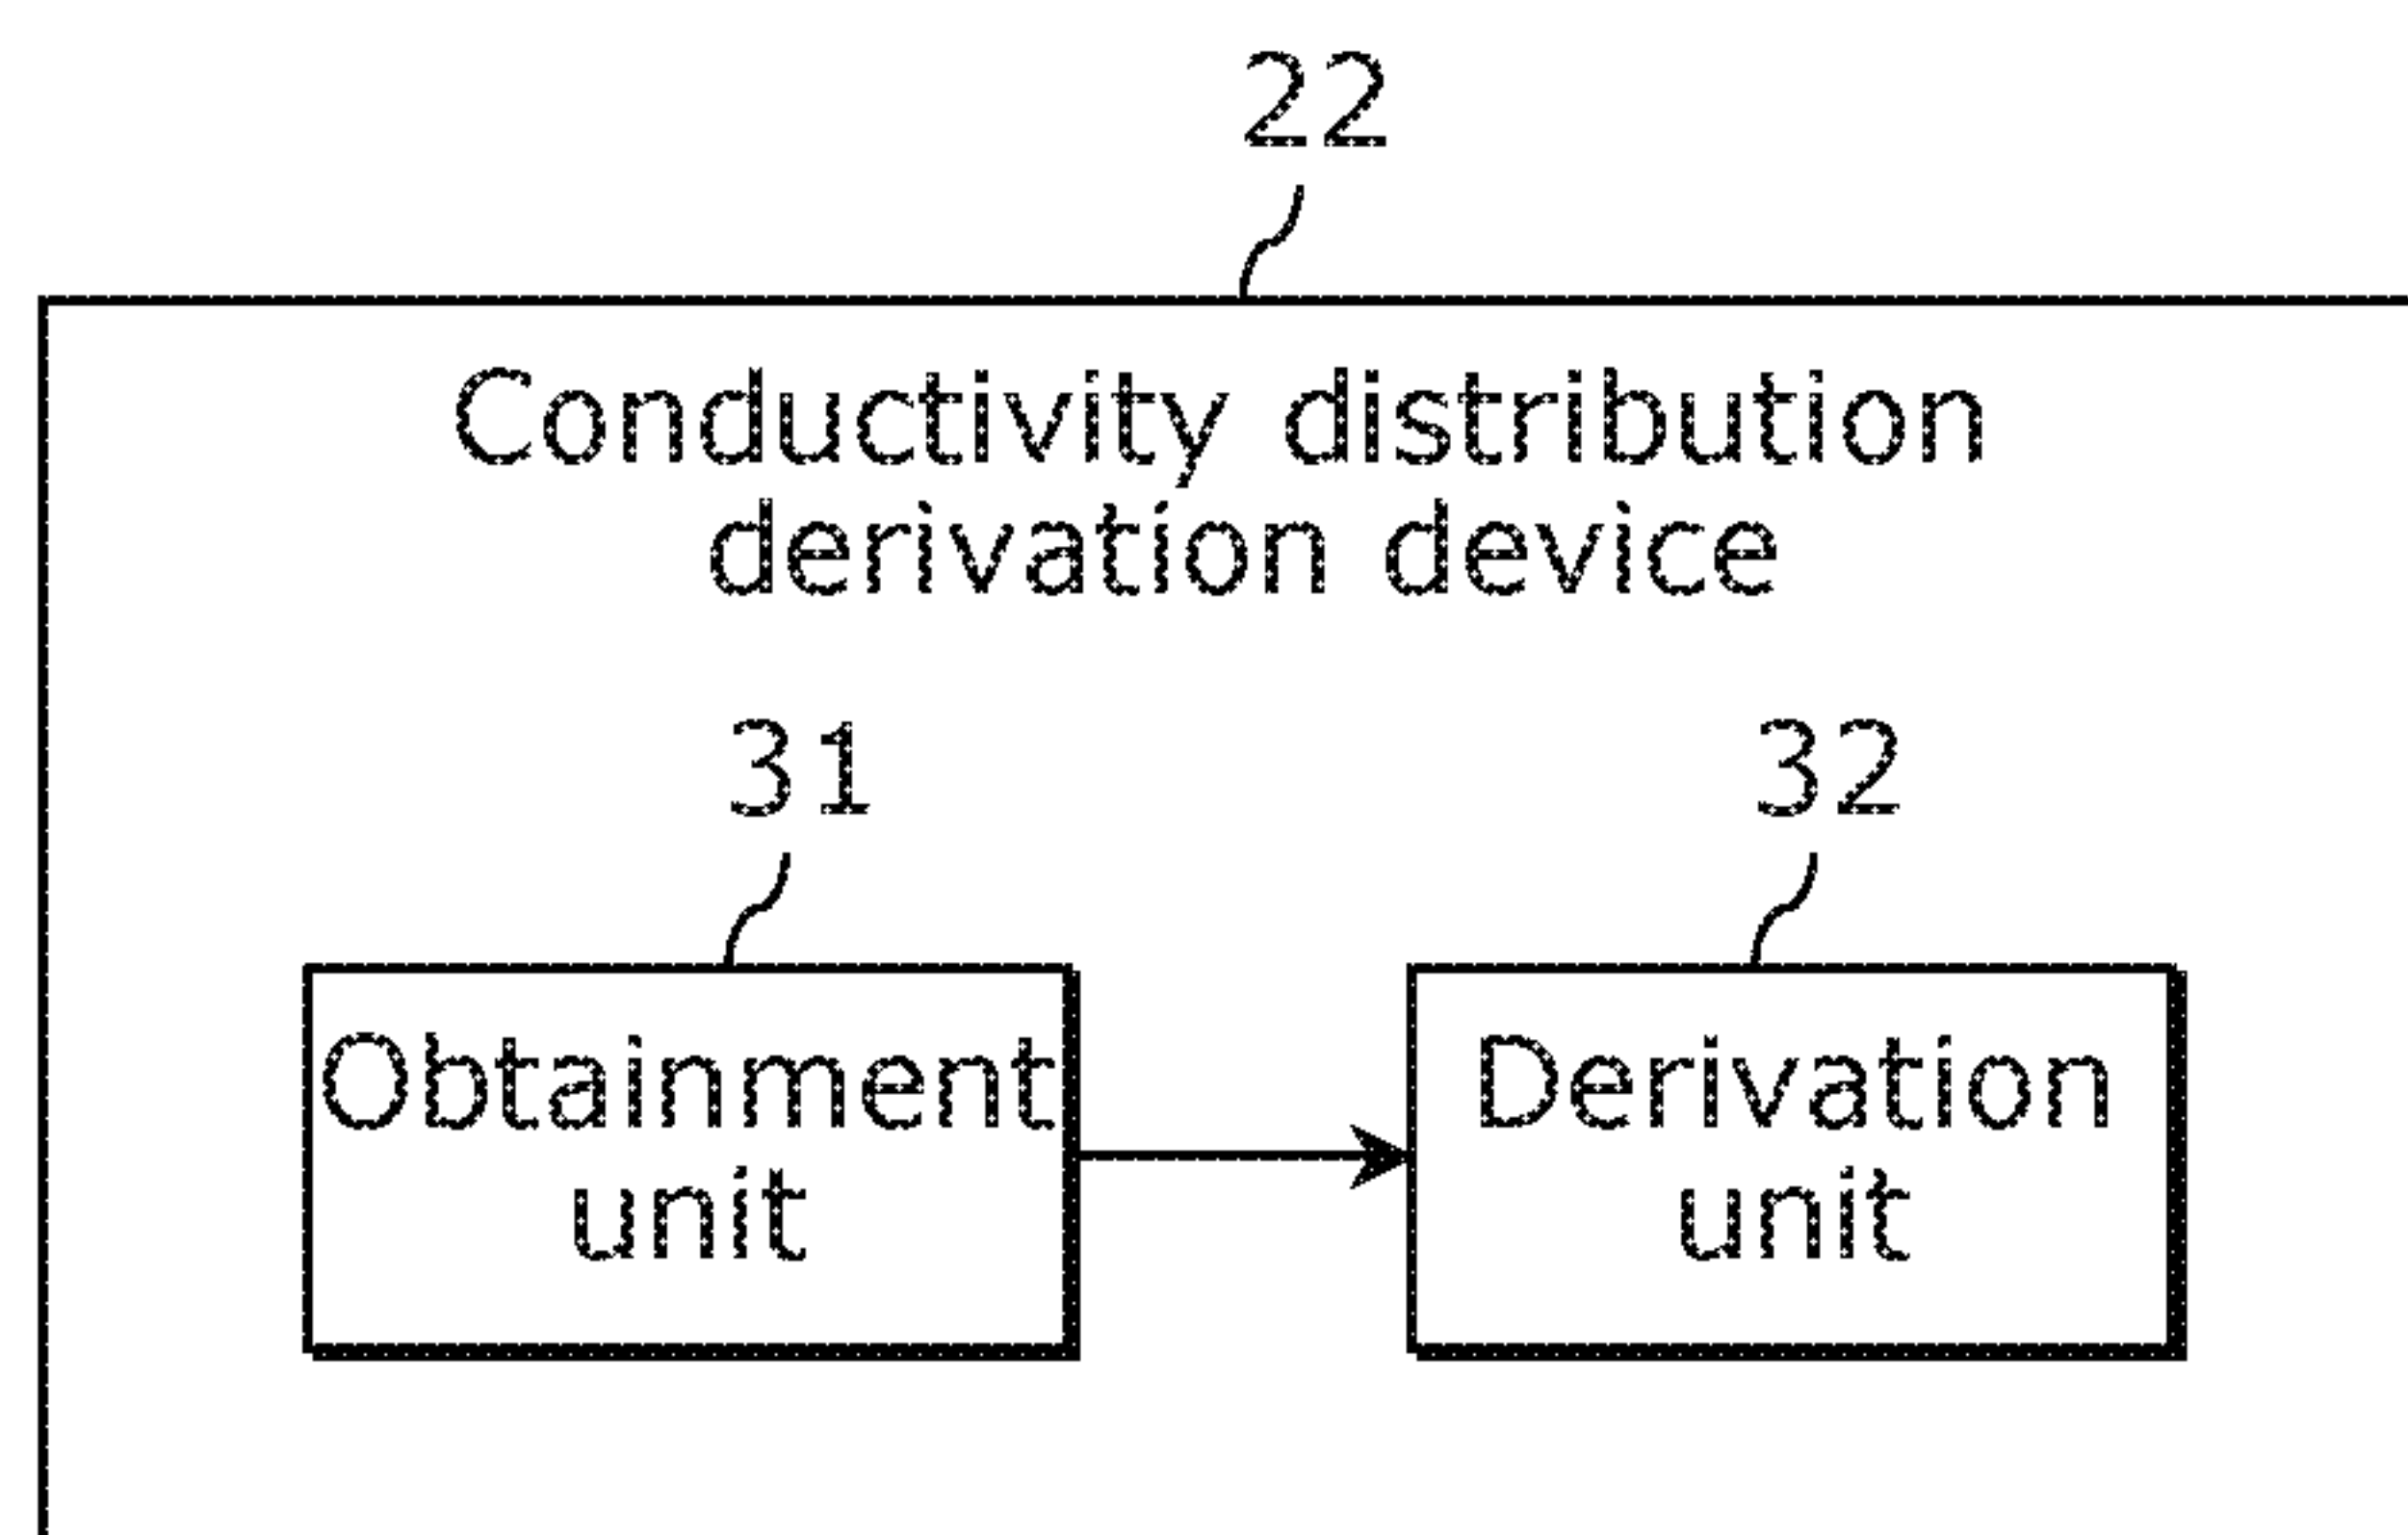 22
Conductivity distribution
derivation device
31
32
Obtainment
unit
Derivation
unit